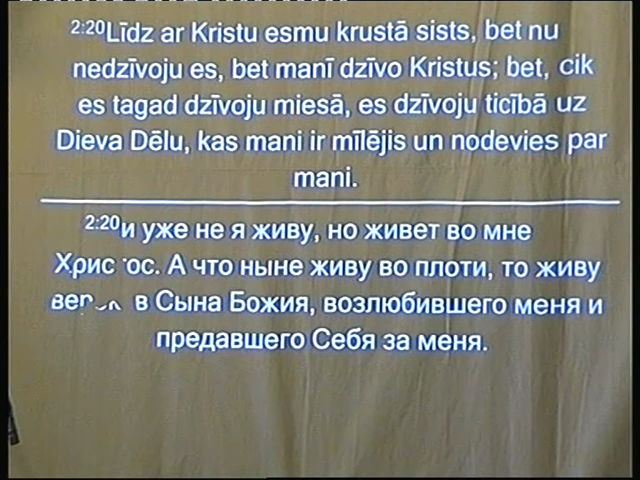 2:20Līdz ar Kristu esmu krustā sists, bet nu
nedzīvoju es, bet manī dzīvo Kristus; bet, cik
es tagad dzīvoju miesā, es dzīvoju ticībā uz
Dieva Dēlu, kas mani ir mīlējis un nodevies par
mani.
2:20и уже не я живу, но живет во мне
Христос. А что ныне живу во плоти, то живу
в Сына Божия, возлюбившего меня и
предавшего Себя за меня.